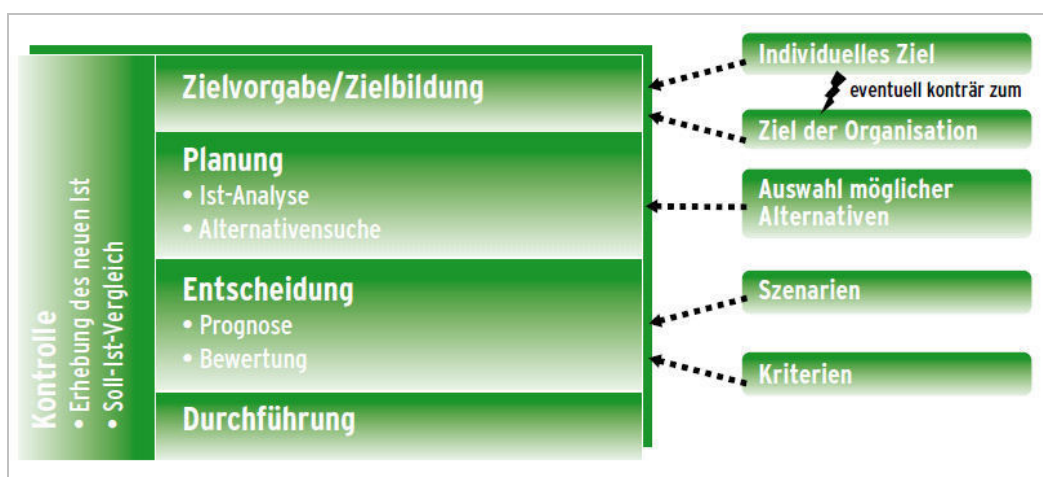 Kontrolle
• Erhebung des neuen Ist
• Soll-Ist-Vergleich
Zielvorgabe/Zielbildung
Planung
• Ist-Analyse
• Alternativensuche
Entscheidung
• Prognose
• Bewertung
Durchführung
Individuelles Ziel
eventuell konträr zum
Ziel der Organisation
Auswahl möglicher
Alternativen
Szenarien
Kriterien